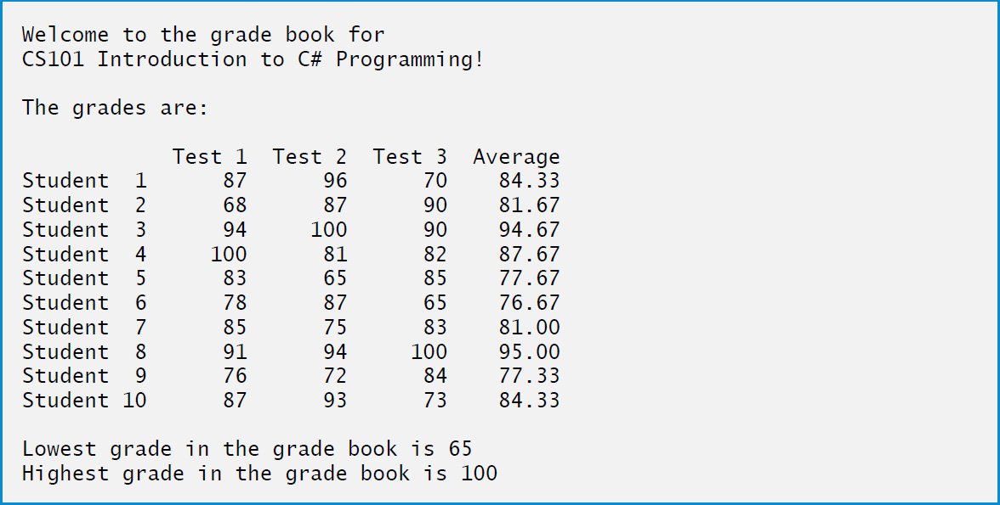 Welcome to the grade book for
CS101 Introduction to C# Programming!
The grades are:
            Test 1  Test 2  Test 3  Average
Student  1      87      96      70    84.33
Student  2      68      87      90    81.67
Student  3      94     100      90    94.67
Student  4     100      81      82    87.67
Student  5      83      65      85    77.67
Student  6      78      87      65    76.67
Student  7      85      75      83    81.00
Student  8      91      94     100    95.00
Student  9      76      72      84    77.33
Student 10      87      93      73    84.33
Lowest grade in the grade book is 65
Highest grade in the grade book is 100